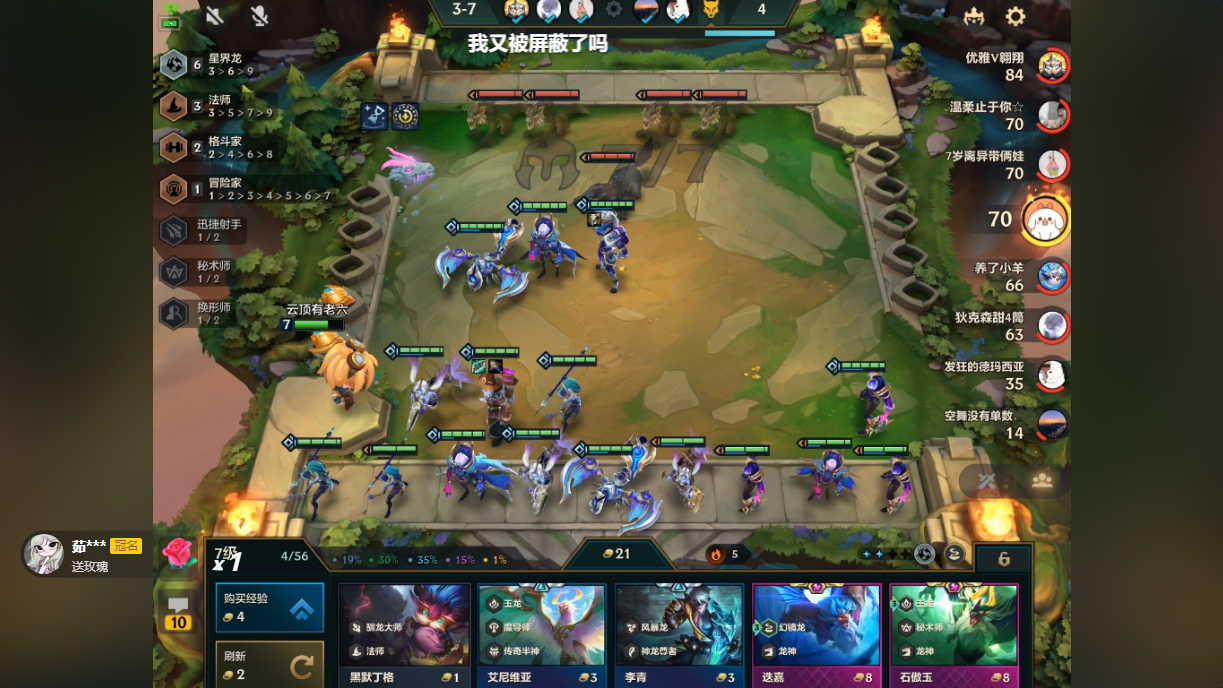 3-7
4
我又被屏蔽了吗
7/7
6
星界龙
3 > 6 > 9
3
法师
3 > 5 > 7 > 9
2
格斗家
2 > 4 > 6 > 8
1
冒险家
1 > 2 > 3 > 4 > 5 > 6 > 7
迅捷射手
1 / 2
秘术师
1 / 2
换形师
1 / 2
云顶有老六
7
优雅V翱翔
84
温柔止于你☆
70
7岁离异带俩娃
70
70
养了小羊
66
狄克森甜4筒
63
发狂的德玛西亚
35
空舞没有单数.
14
茹*** 冠名
送玫瑰
x1
10
7级
4/56
19% 30% 35% 15% 1%
21
5
6
购买经验
4
刷新
2
驯龙大师
法师
黑默丁格 1
玉龙
魔导师
传奇半神
艾尼维亚 3
风暴龙
神龙尊者
李青 3
3
幻镜龙
龙神
迭嘉 8
3
玉龙
秘术师
龙神
石傲玉 8